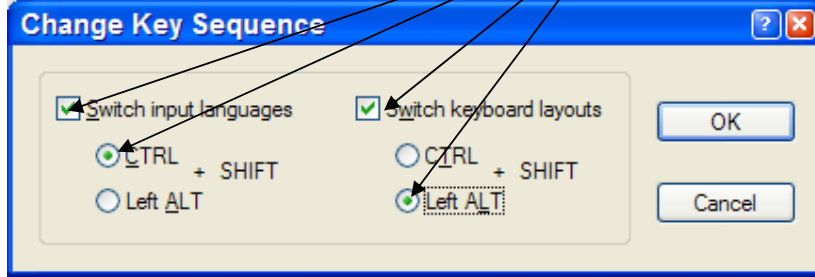 Change Key Sequence
Switch input languages
CTRL
+ SHIFT
Left ALT
Switch keyboard layouts
CTRL
+ SHIFT
Left ALT
OK
Cancel